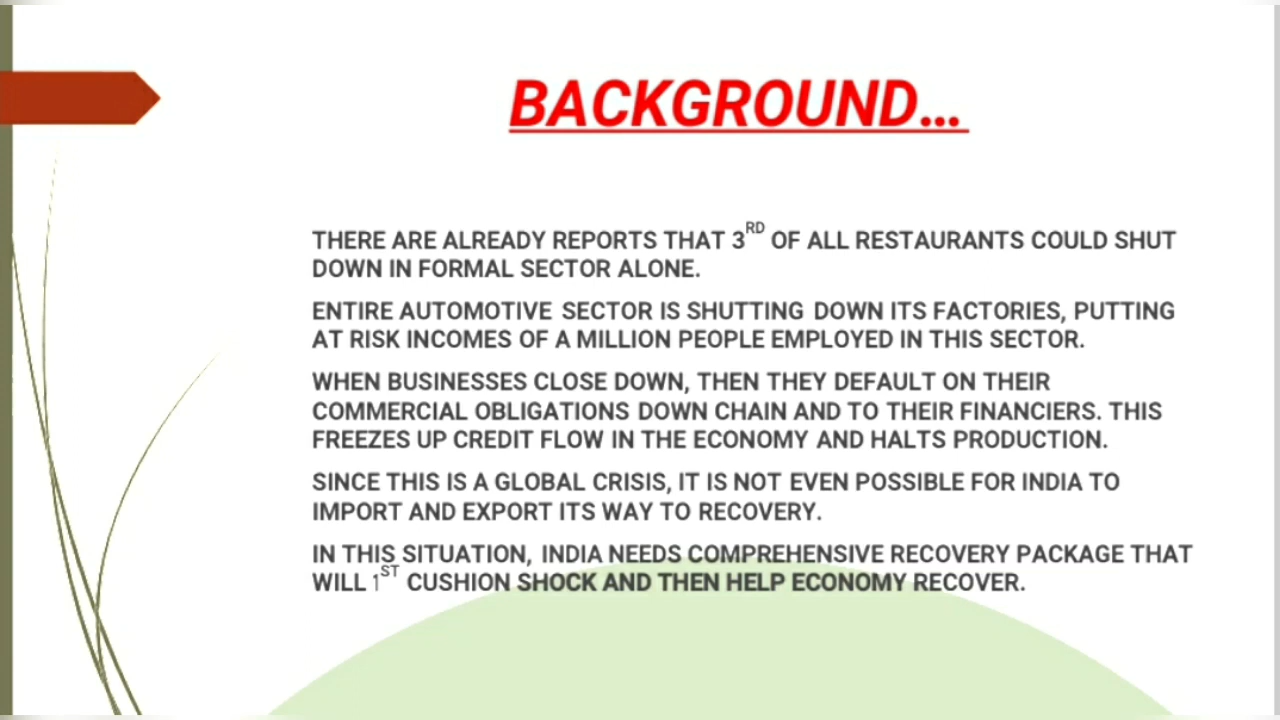 BACKGROUND...
THERE ARE ALREADY REPORTS THAT 3RD OF ALL RESTAURANTS COULD SHUT
DOWN IN FORMAL SECTOR ALONE.
ENTIRE AUTOMOTIVE SECTOR IS SHUTTING DOWN ITS FACTORIES, PUTTING
AT RISK INCOMES OF A MILLION PEOPLE EMPLOYED IN THIS SECTOR.
WHEN BUSINESSES CLOSE DOWN, THEN THEY DEFAULT ON THEIR
COMMERCIAL OBLIGATIONS DOWN CHAIN AND TO THEIR FINANCIERS. THIS
FREEZES UP CREDIT FLOW IN THE ECONOMY AND HALTS PRODUCTION.
SINCE THIS IS A GLOBAL CRISIS, IT IS NOT EVEN POSSIBLE FOR INDIA TO
IMPORT AND EXPORT ITS WAY TO RECOVERY.
IN THIS SITUATION, INDIA NEEDS COMPREHENSIVE RECOVERY PACKAGE THAT
WILL 1ST CUSHION SHOCK AND THEN HELP ECONOMY RECOVER.